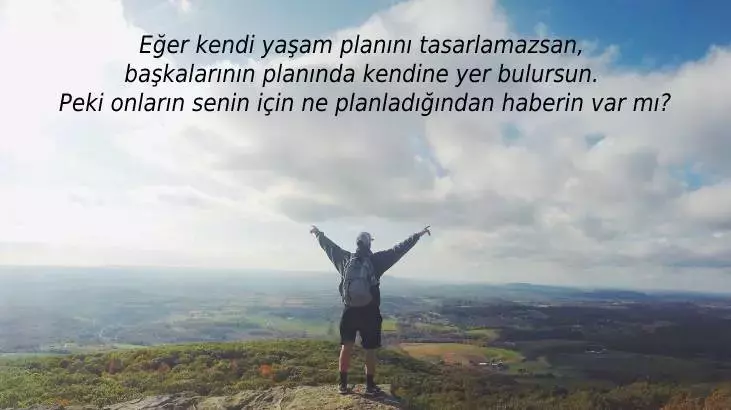 Eğer kendi yaşam planını tasarlamazsan,
başkalarının planında kendine yer bulursun.
Peki onların senin için ne planladığından haberin var mı?